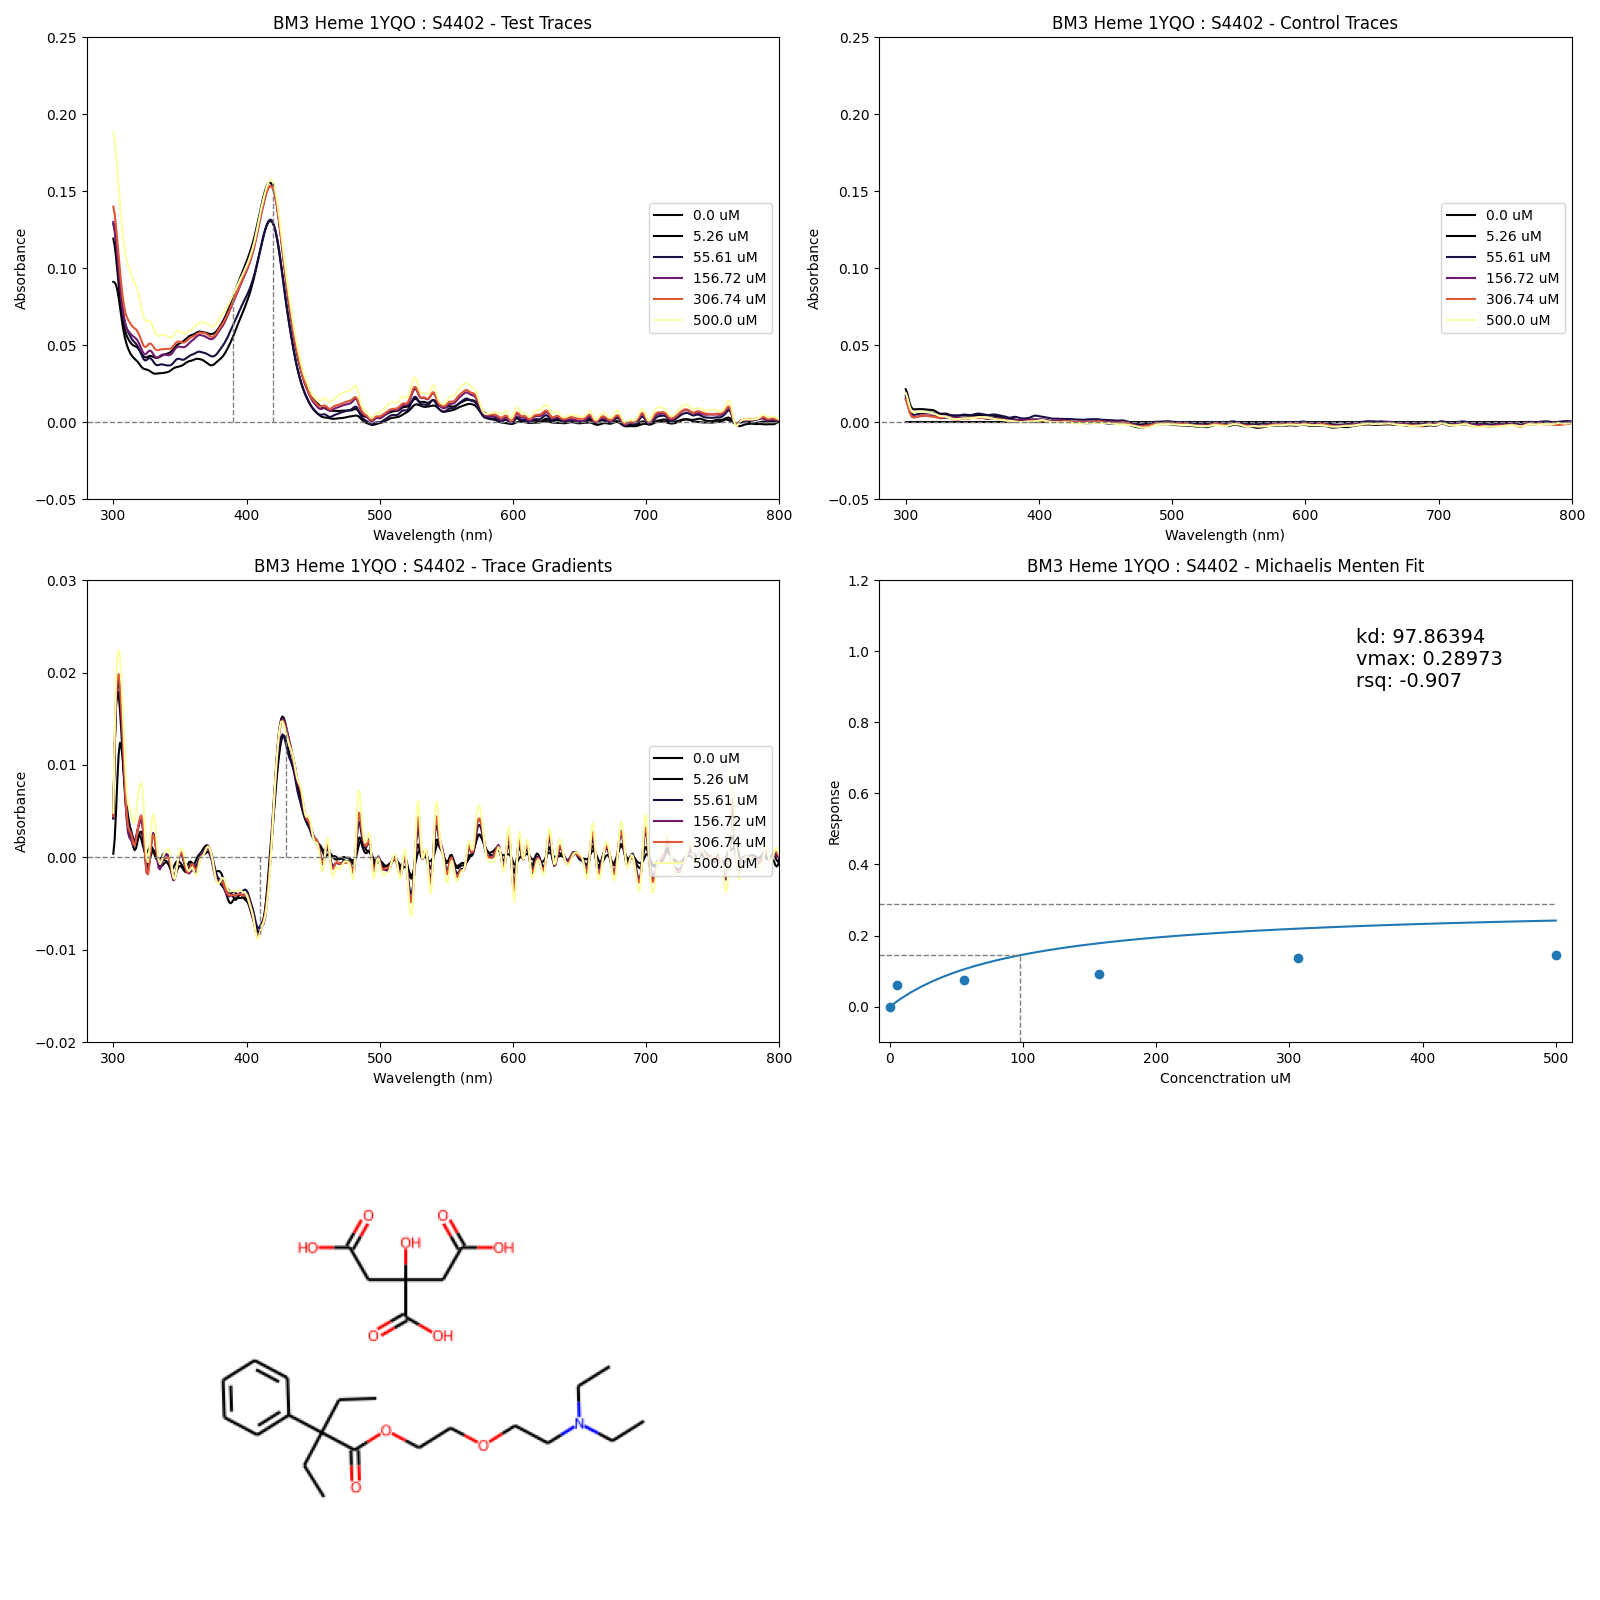 BM3 Heme 1YQO : S4402 - Test Traces
Absorbance
0.25
0.20
0.15
0.10
0.05
0.00
−0.05
300 400 500 600 700 800
Wavelength (nm)
0.0 uM
5.26 uM
55.61 uM
156.72 uM
306.74 uM
500.0 uM
BM3 Heme 1YQO : S4402 - Control Traces
Absorbance
0.25
0.20
0.15
0.10
0.05
0.00
−0.05
300 400 500 600 700 800
Wavelength (nm)
0.0 uM
5.26 uM
55.61 uM
156.72 uM
306.74 uM
500.0 uM
BM3 Heme 1YQO : S4402 - Trace Gradients
Absorbance
0.03
0.02
0.01
0.00
−0.01
−0.02
300 400 500 600 700 800
Wavelength (nm)
0.0 uM
5.26 uM
55.61 uM
156.72 uM
306.74 uM
500.0 uM
BM3 Heme 1YQO : S4402 - Michaelis Menten Fit
Response
1.2
1.0
0.8
0.6
0.4
0.2
0.0
0 100 200 300 400 500
Concenctration uM
kd: 97.86394
vmax: 0.28973
rsq: -0.907
O O
HO OH OH
O OH
O O N
O